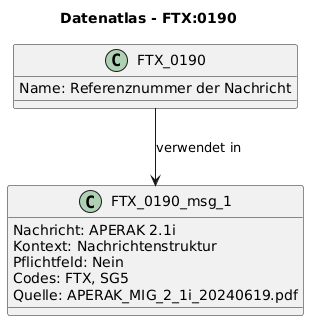 Datenatlas - FTX:0190
C FTX_0190
Name: Referenznummer der Nachricht
verwendet in
C FTX_0190_msg_1
Nachricht: APERAK 2.1i
Kontext: Nachrichtenstruktur
Pflichtfeld: Nein
Codes: FTX, SG5
Quelle: APERAK_MIG_2_1i_20240619.pdf